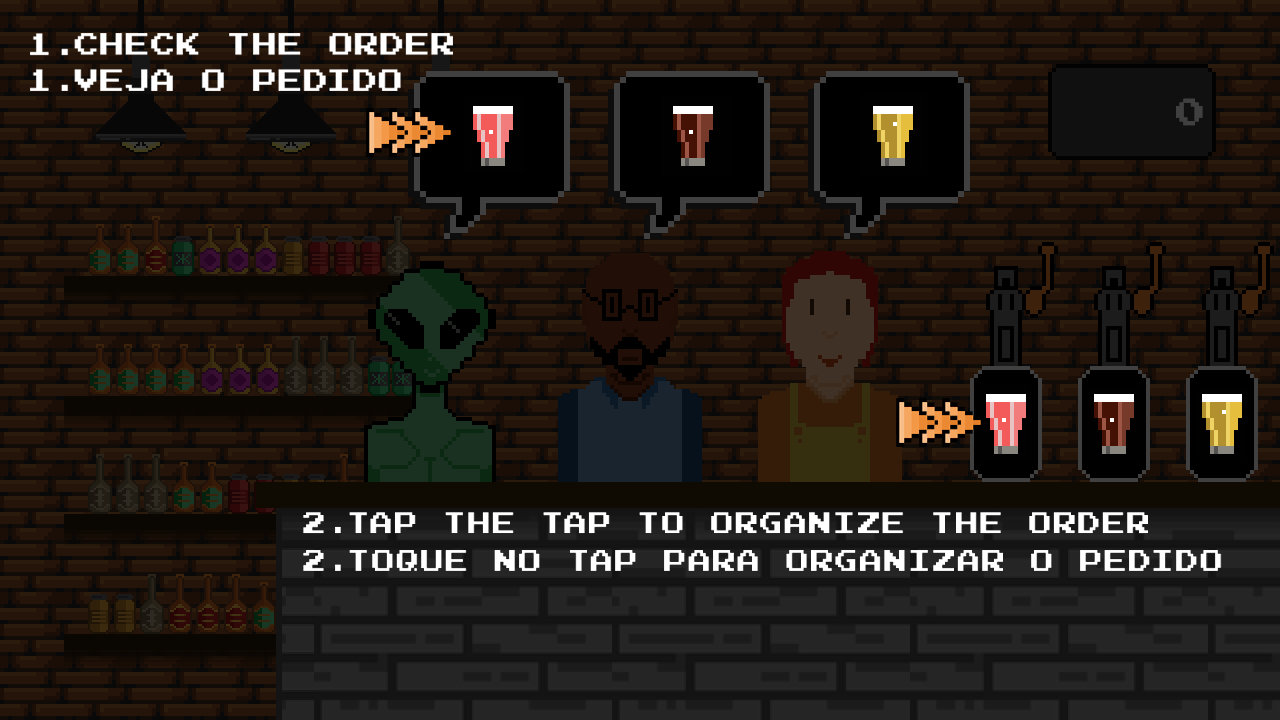 1.CHECK THE ORDER
1.VEJA O PEDIDO
0
2.TAP THE TAP TO ORGANIZE THE ORDER
2.TOQUE NO TAP PARA ORGANIZAR O PEDIDO